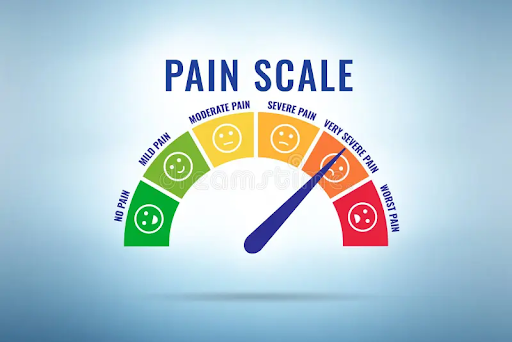 PAIN SCALE
NO PAIN
MILD PAIN
MODERATE PAIN
SEVERE PAIN
VERY SEVERE PAIN
WORST PAIN
dreamstime